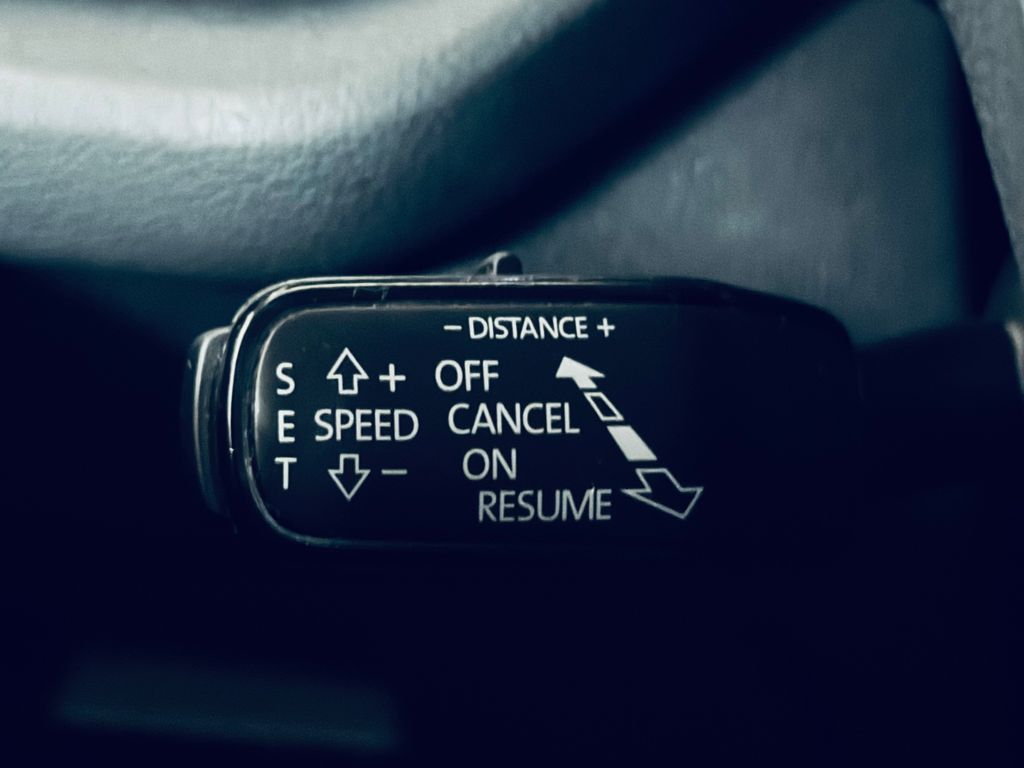 − DISTANCE +
S + OFF
E SPEED CANCEL
T − ON
RESUME